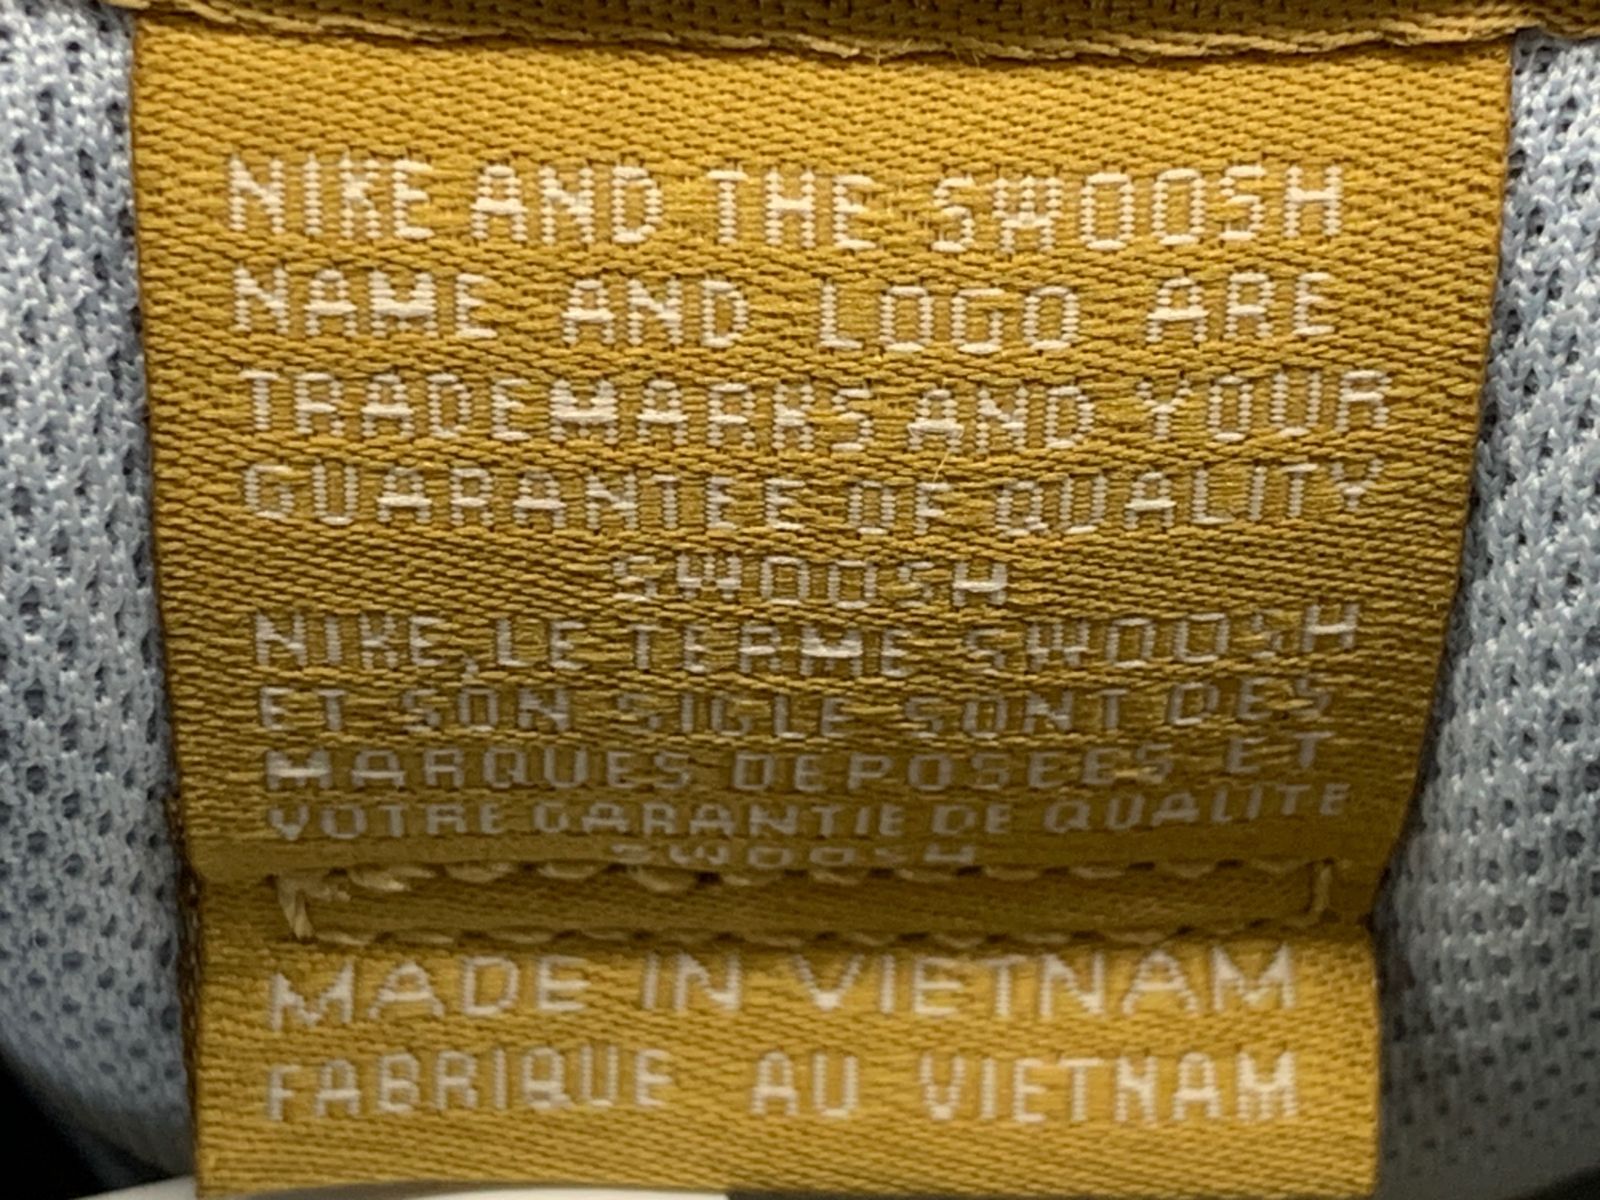 NIKE AND THE SWOOSH
NAME AND LOGO ARE
TRADEMARKS AND YOUR
GUARANTEE OF QUALITY
SWOOSH
NIKE, LE TERME SWOOSH
ET SON SIGLE SONT DES
MARQUES DEPOSEES ET
VOTRE GARANTIE DE QUALITE
SWOOSH
MADE IN VIETNAM
FABRIQUE AU VIETNAM